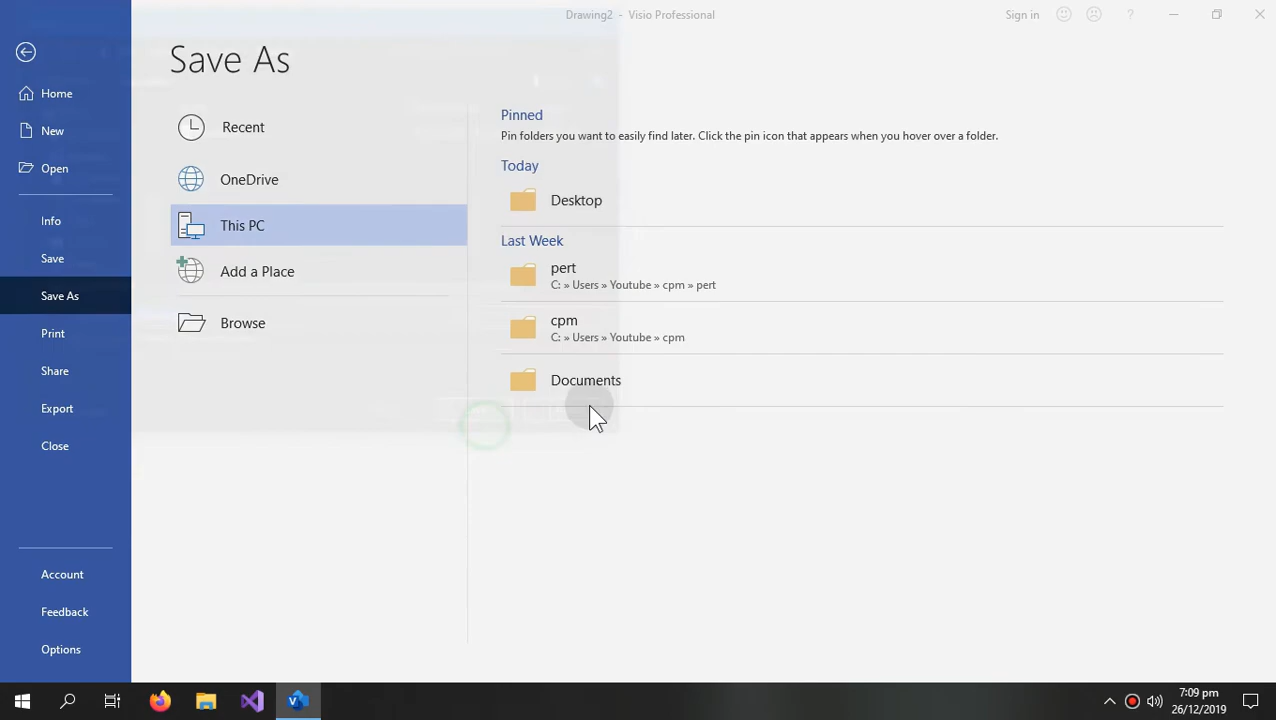 Drawing2 - Visio Professional
Sign in
?
Save As
Home
New
Open
Info
Save
Save As
Print
Share
Export
Close
Account
Feedback
Options
Recent
OneDrive
This PC
Add a Place
Browse
Pinned
Pin folders you want to easily find later. Click the pin icon that appears when you hover over a folder.
Today
Desktop
Last Week
pert
C: » Users » Youtube » cpm » pert
cpm
C: » Users » Youtube » cpm
Documents
7:09 pm
26/12/2019